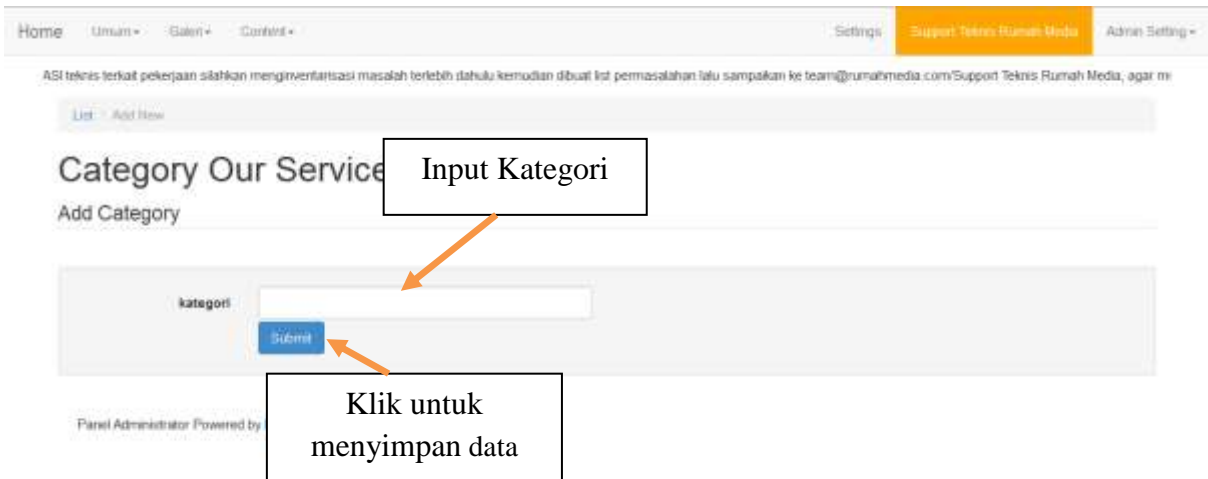 Home Umum Galeri Content Settings Support Teknis Rumah Media Admin Setting
ASI teknis terkait pekerjaan silahkan menginventarisasi masalah terlebih dahulu kemudian dibuat list permasalahan lalu sampaikan ke team@rumahmedia.com/Support Teknis Rumah Media, agar m
List Add New
Category Our Service
Input Kategori
Add Category
kategori
Submit
Klik untuk
menyimpan data
Panel Administrator Powered by